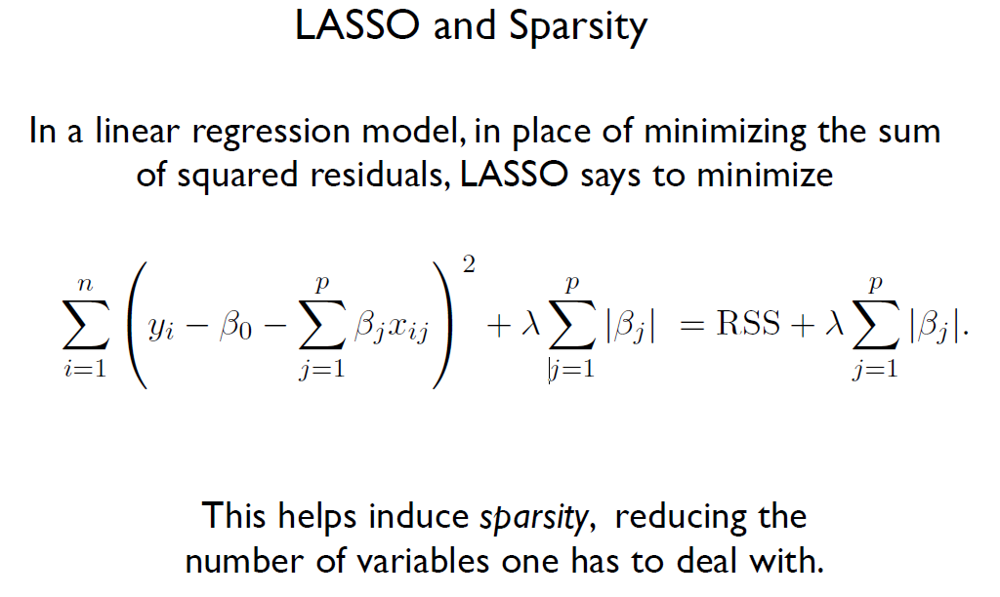 LASSO and Sparsity
In a linear regression model, in place of minimizing the sum
of squared residuals, LASSO says to minimize
$$\sum_{i=1}^{n} \left( y_i - \beta_0 - \sum_{j=1}^{p} \beta_j x_{ij} \right)^2 + \lambda \sum_{j=1}^{p} |\beta_j| = \text{RSS} + \lambda \sum_{j=1}^{p} |\beta_j|.$$
This helps induce sparsity, reducing the
number of variables one has to deal with.